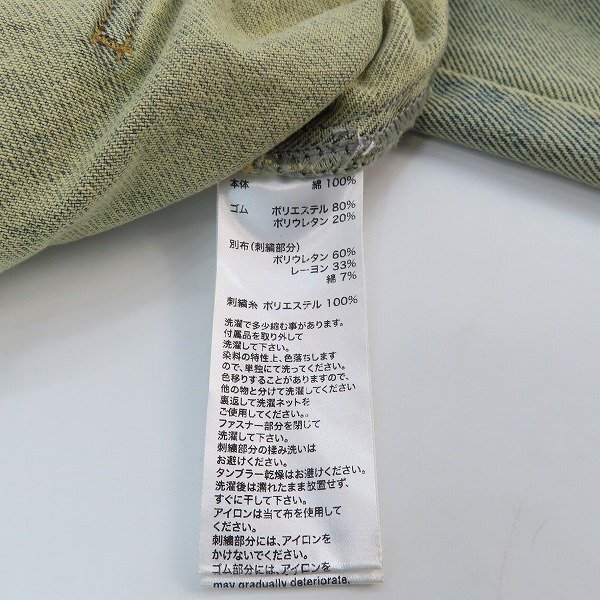 本体 綿 100%
ゴム ポリエステル 80%
ポリウレタン 20%
別布(刺繍部分)
ポリウレタン 60%
レーヨン 33%
綿 7%
刺繍糸 ポリエステル 100%
洗濯で多少縮む事があります。
付属品を取り外して
洗濯して下さい。
染料の特性上、色落ちします
ので、単独にて洗ってください。
色移りすることがありますので、
他の物と分けて洗濯してください
裏返して洗濯ネットを
ご使用してください。
ファスナー部分を閉じて
洗濯して下さい。
刺繍部分の揉み洗いは
お避けください。
タンブラー乾燥はお避けください。
洗濯後は濡れたまま放置せず、
すぐに干して下さい。
アイロンは当て布を使用して
ください。
刺繍部分には、アイロンを
かけないでください。
ゴム部分には、アイロンを
may gradually deteriorate.